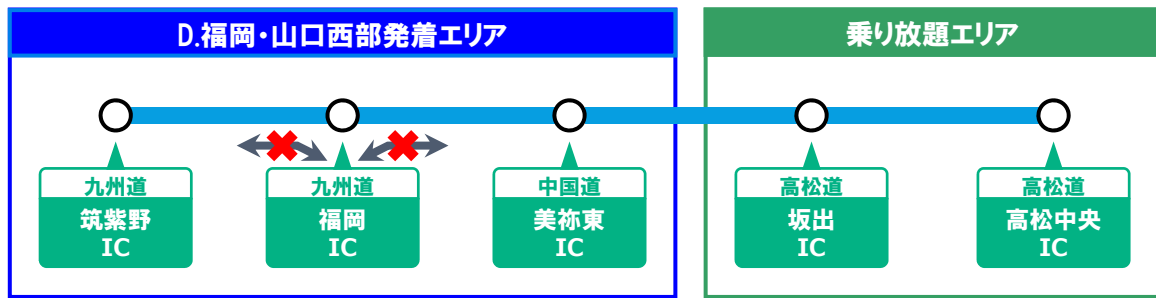 D.福岡・山口西部発着エリア
乗り放題エリア
九州道
筑紫野
IC
九州道
福岡
IC
中国道
美祢東
IC
高松道
坂出
IC
高松道
高松中央
IC